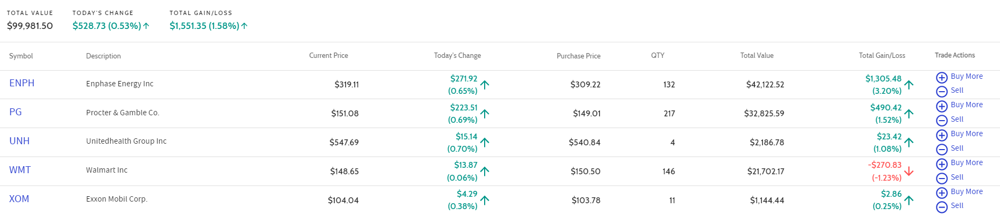 TOTAL VALUE TODAY'S CHANGE TOTAL GAIN/LOSS
$99,981.50 $528.73 (0.53%) $1,551.35 (1.58%)
Symbol Description Current Price Today's Change Purchase Price QTY Total Value Total Gain/Loss Trade Actions
ENPH Enphase Energy Inc $319.11 $271.92 (0.65%) $309.22 132 $42,122.52 $1,305.48 (3.20%) Buy More Sell
PG Procter & Gamble Co. $151.08 $223.51 (0.69%) $149.01 217 $32,825.59 $490.42 (1.52%) Buy More Sell
UNH Unitedhealth Group Inc $547.69 $15.14 (0.70%) $540.84 4 $2,186.78 $23.42 (1.08%) Buy More Sell
WMT Walmart Inc $148.65 $13.87 (0.06%) $150.50 146 $21,702.17 -$270.83 (-1.23%) Buy More Sell
XOM Exxon Mobil Corp. $104.04 $4.29 (0.38%) $103.78 11 $1,144.44 $2.86 (0.25%) Buy More Sell